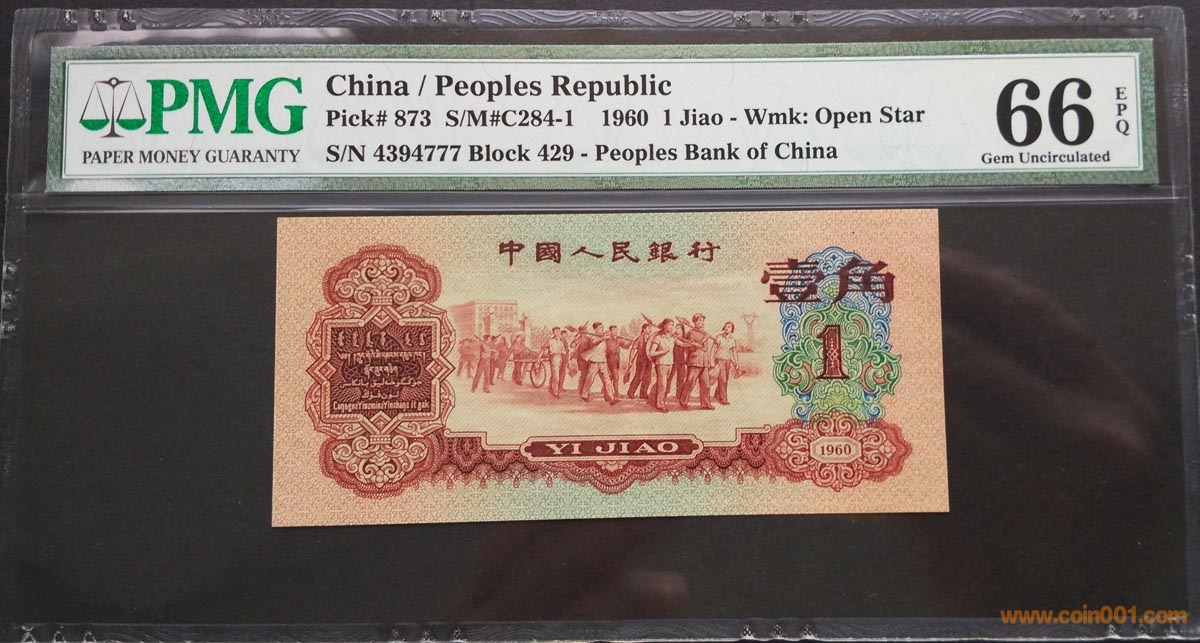 PMG
PAPER MONEY GUARANTY
China / Peoples Republic
Pick# 873 S/M#C284-1 1960 1 Jiao - Wmk: Open Star
S/N 4394777 Block 429 - Peoples Bank of China
66
EPQ
Gem Uncirculated
中國人民銀行
壹角
1
YI JIAO
1960
www.coin001.com